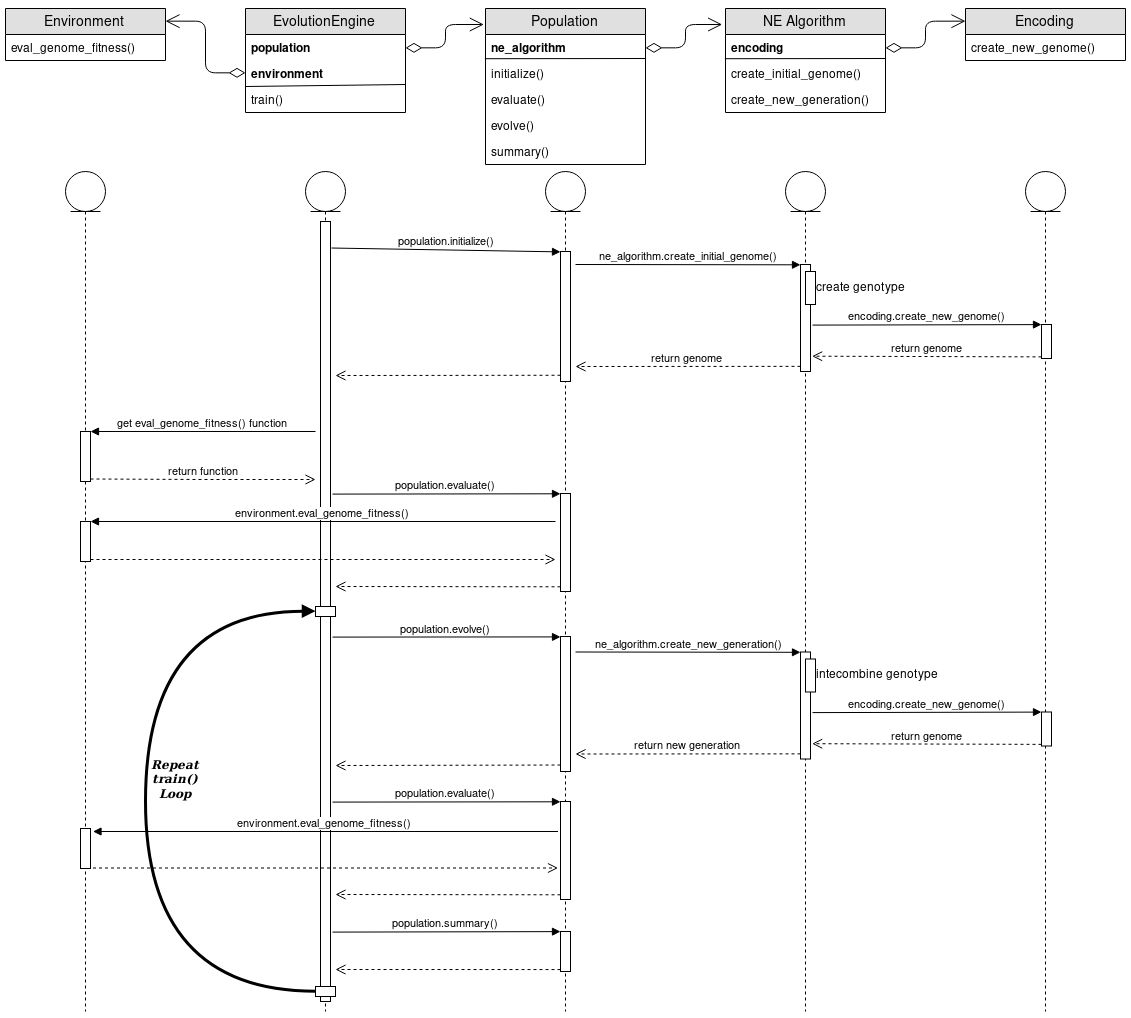 Environment
eval_genome_fitness()
EvolutionEngine
population
environment
train()
Population
ne_algorithm
initialize()
evaluate()
evolve()
summary()
NE Algorithm
encoding
create_initial_genome()
create_new_generation()
Encoding
create_new_genome()
population.initialize()
ne_algorithm.create_initial_genome()
create genotype
encoding.create_new_genome()
return genome
return genome
get eval_genome_fitness() function
return function
population.evaluate()
environment.eval_genome_fitness()
population.evolve()
ne_algorithm.create_new_generation()
intecombine genotype
encoding.create_new_genome()
return genome
return new generation
Repeat
train()
Loop
population.evaluate()
environment.eval_genome_fitness()
population.summary()